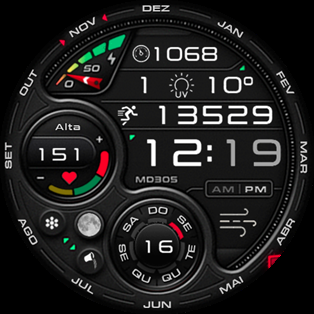 DEZ
JAN
FEV
MAR
ABR
MAI
JUN
JUL
AGO
SET
OUT
NOV
50
0
1068
1 UV 10°
13529
12:19
MD305
AM | PM
Alta
151
+
-
DO
SE
TE
QU
QU
SE
SA
16